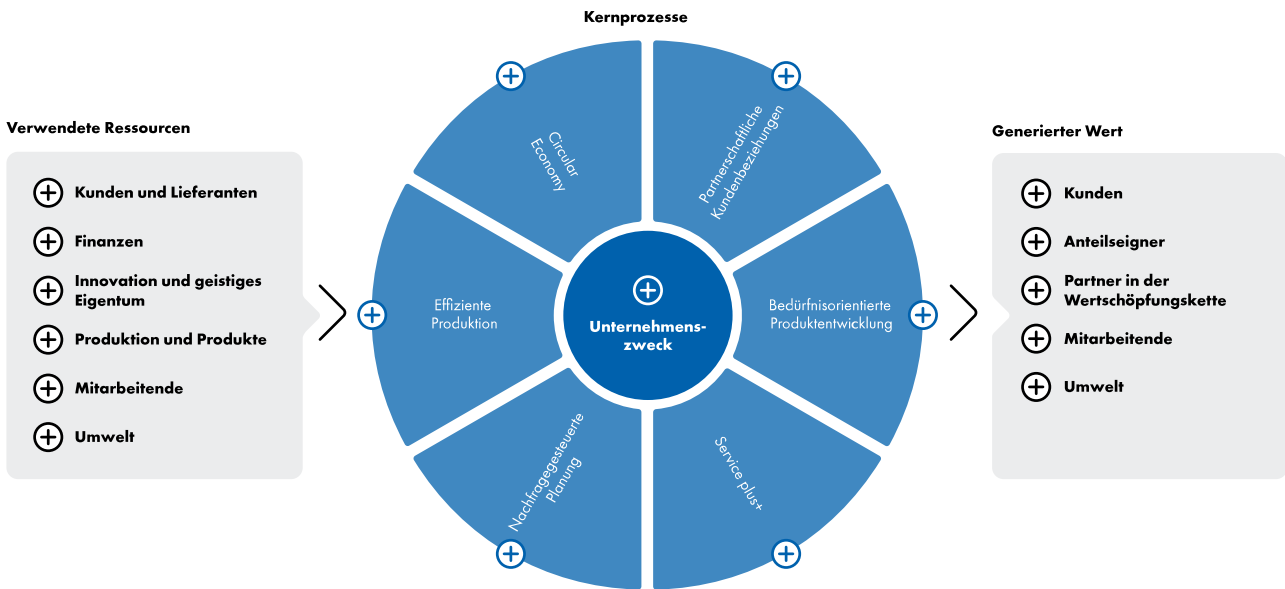 Kernprozesse
Verwendete Ressourcen
Kunden und Lieferanten
Finanzen
Innovation und geistiges
Eigentum
Produktion und Produkte
Mitarbeitende
Umwelt
Circular
Economy
Partnerschaftliche
Kundenbeziehungen
Effiziente
Produktion
Unternehmens-
zweck
Bedürfnisorientierte
Produktentwicklung
Nachfragegesteuerte
Planung
Service plus+
Generierter Wert
Kunden
Anteilseigner
Partner in der
Wertschöpfungskette
Mitarbeitende
Umwelt